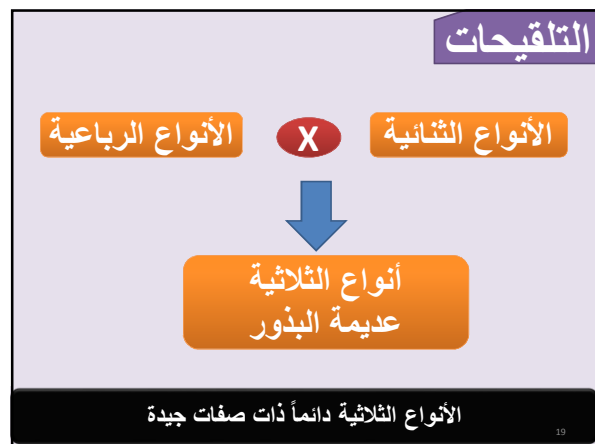 التلقيحات
الأنواع الثنائية X الأنواع الرباعية
أنواع الثلاثية
عديمة البذور
الأنواع الثلاثية دائماً ذات صفات جيدة
19